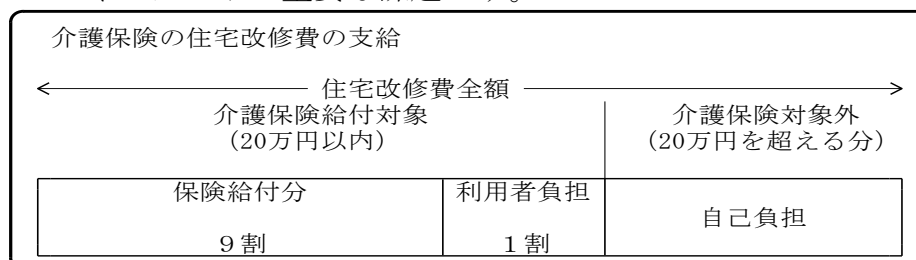 介護保険の住宅改修費の支給
住宅改修費全額
介護保険給付対象
(20万円以内)
介護保険対象外
(20万円を超える分)
保険給付分
9割
利用者負担
1割
自己負担